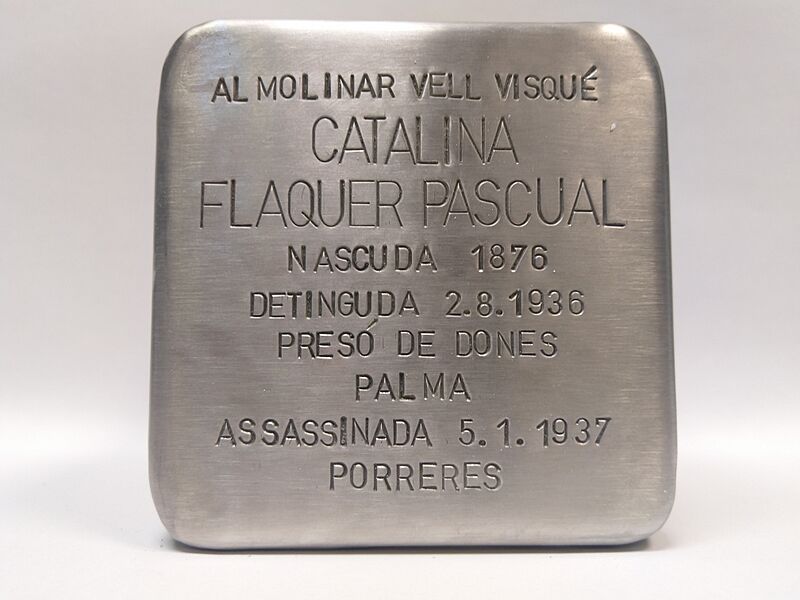 AL MOLINAR VELL VISQUÉ
CATALINA
FLAQUER PASCUAL
NASCUDA 1876
DETINGUDA 2.8.1936
PRESÓ DE DONES
PALMA
ASSASSINADA 5.1.1937
PORRERES